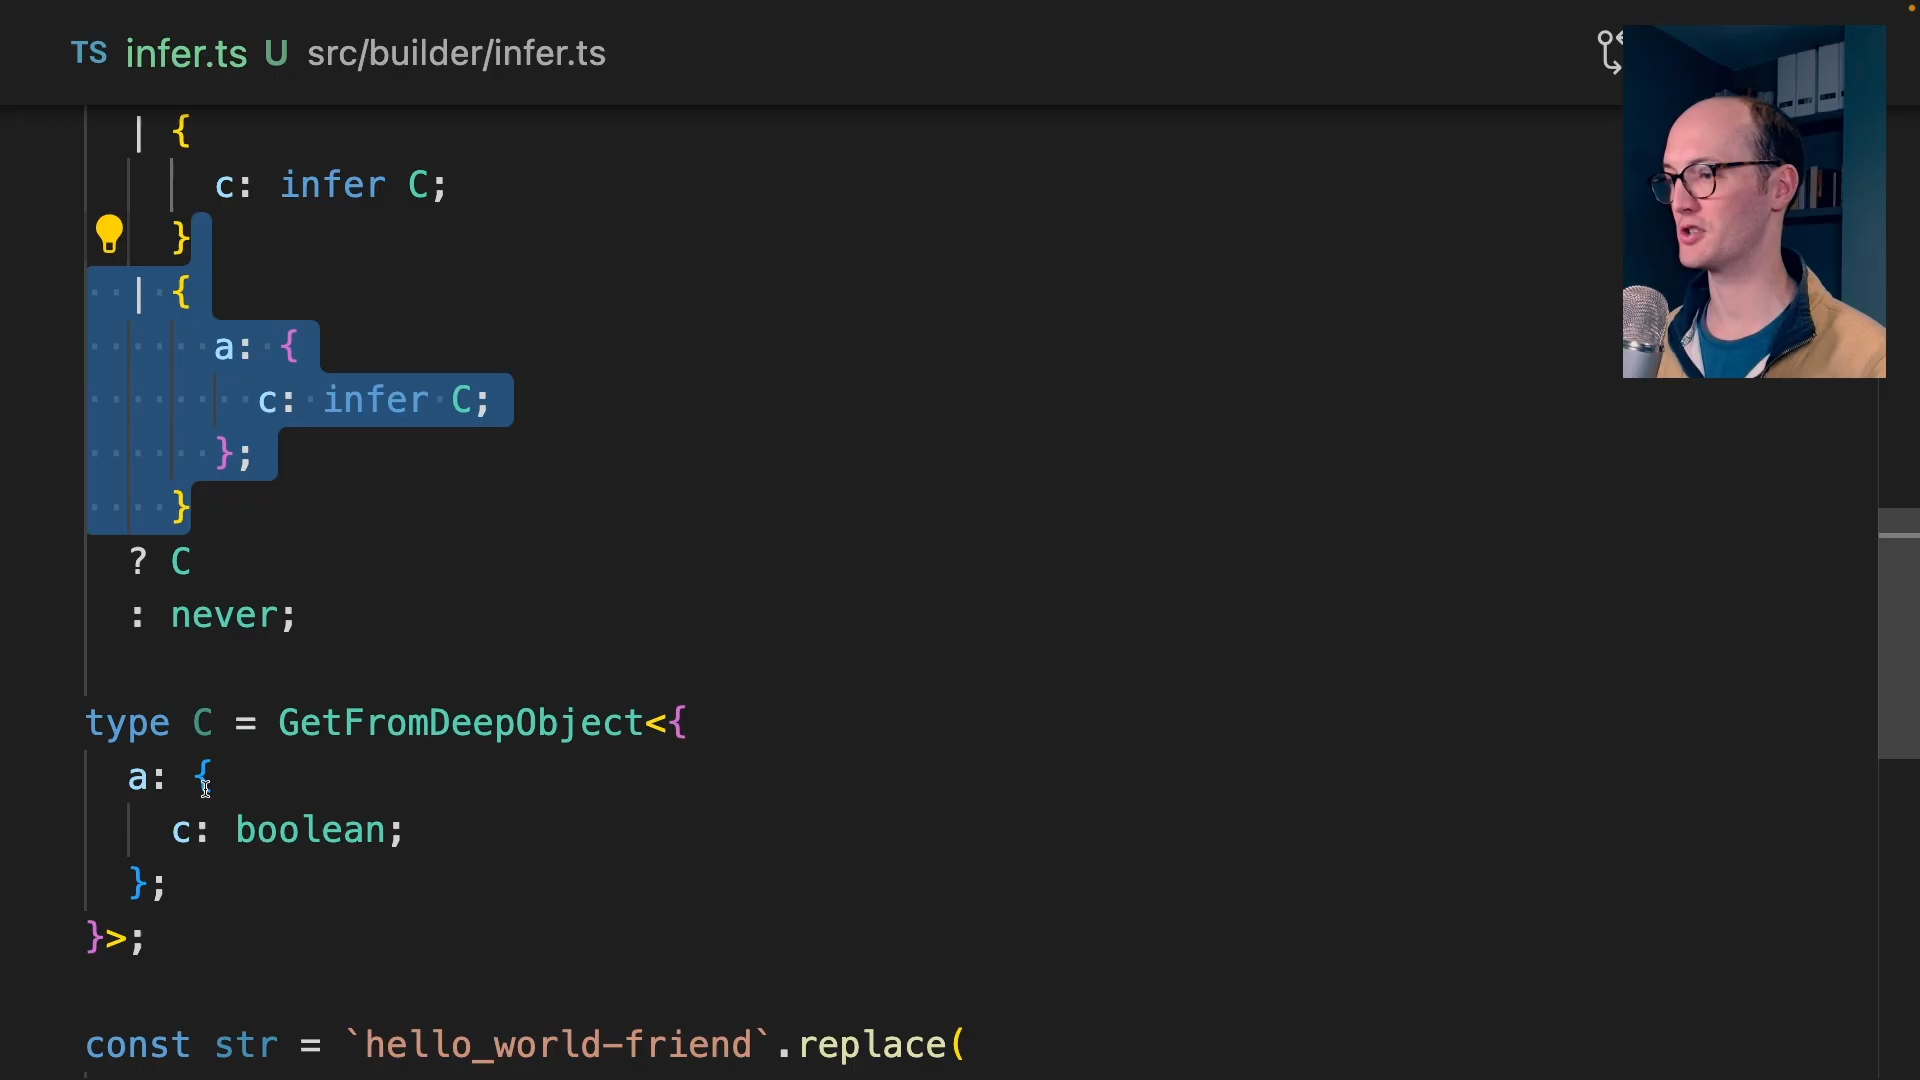 TS infer.ts U src/builder/infer.ts
| {
c: infer C;
}
| {
a: {
c: infer C;
};
}
? C
: never;
type C = GetFromDeepObject<{
a: {
c: boolean;
};
}>;
const str = `hello_world-friend`.replace(